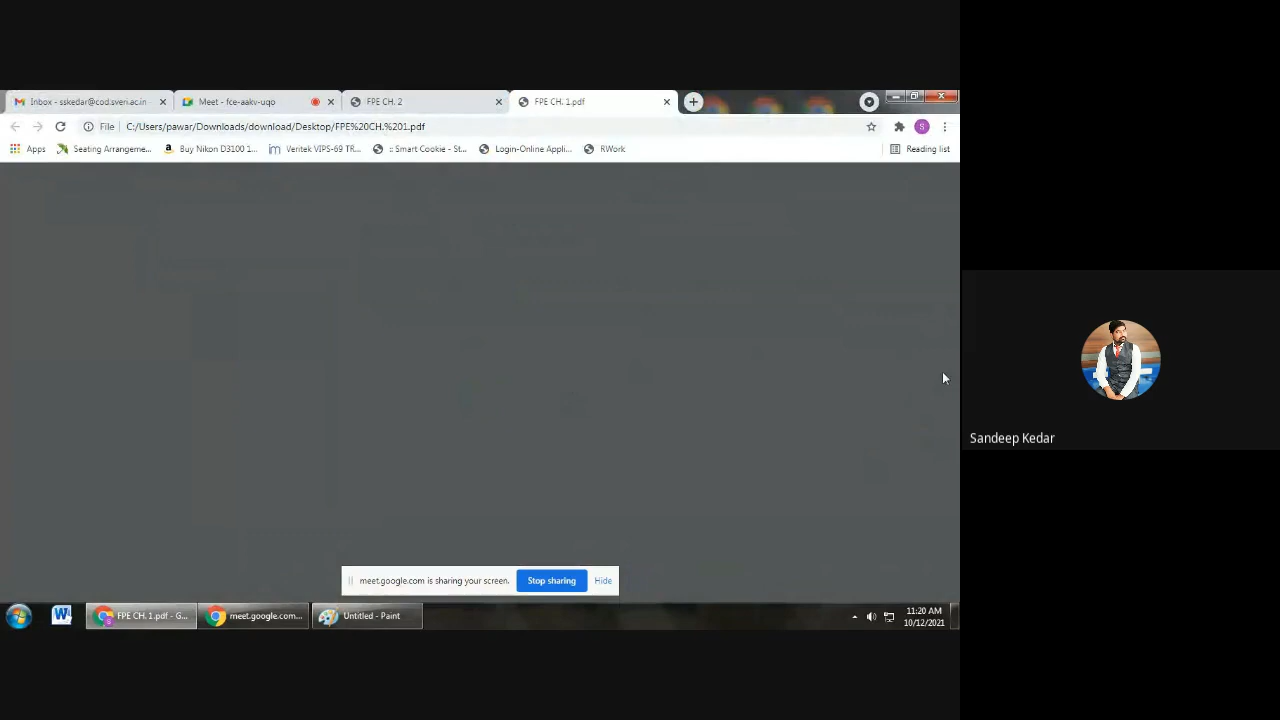 Inbox - sskedar@cod.sveri.ac.in
Meet - fce-aakv-uqo
FPE CH. 2
FPE CH. 1.pdf
File
C:/Users/pawar/Downloads/download/Desktop/FPE%20CH.%201.pdf
S
Apps
Seating Arrangeme...
Buy Nikon D3100 1...
Ventek VIPS-69 TR...
:: Smart Cookie - St...
Login-Online Appli...
RWork
Reading list
Sandeep Kedar
meet.google.com is sharing your screen.
Stop sharing
Hide
FPE CH. 1.pdf - G...
meet.google.com...
Untitled - Paint
11:20 AM
10/12/2021